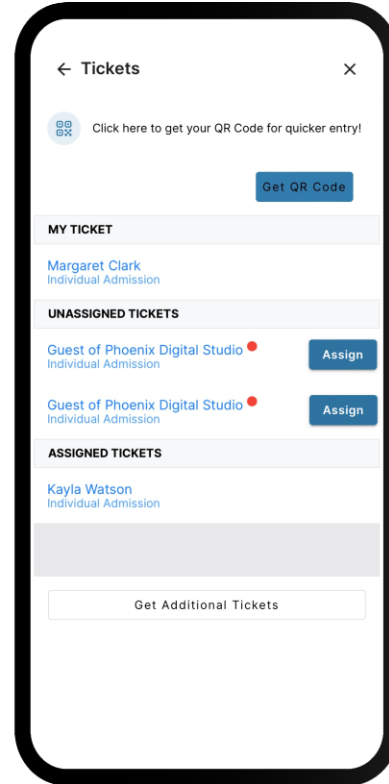 Tickets
Click here to get your QR Code for quicker entry!
Get QR Code
MY TICKET
Margaret Clark
Individual Admission
UNASSIGNED TICKETS
Guest of Phoenix Digital Studio
Individual Admission
Assign
Guest of Phoenix Digital Studio
Individual Admission
Assign
ASSIGNED TICKETS
Kayla Watson
Individual Admission
Get Additional Tickets